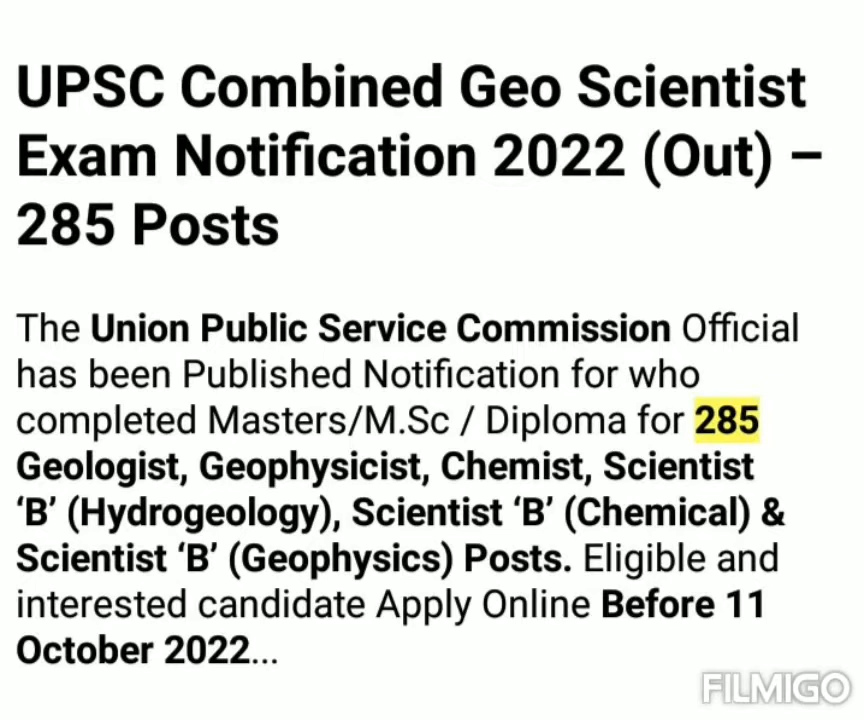 UPSC Combined Geo Scientist
Exam Notification 2022 (Out) –
285 Posts
The Union Public Service Commission Official
has been Published Notification for who
completed Masters/M.Sc / Diploma for 285
Geologist, Geophysicist, Chemist, Scientist
‘B’ (Hydrogeology), Scientist ‘B’ (Chemical) &
Scientist ‘B’ (Geophysics) Posts. Eligible and
interested candidate Apply Online Before 11
October 2022...
FILMIGO